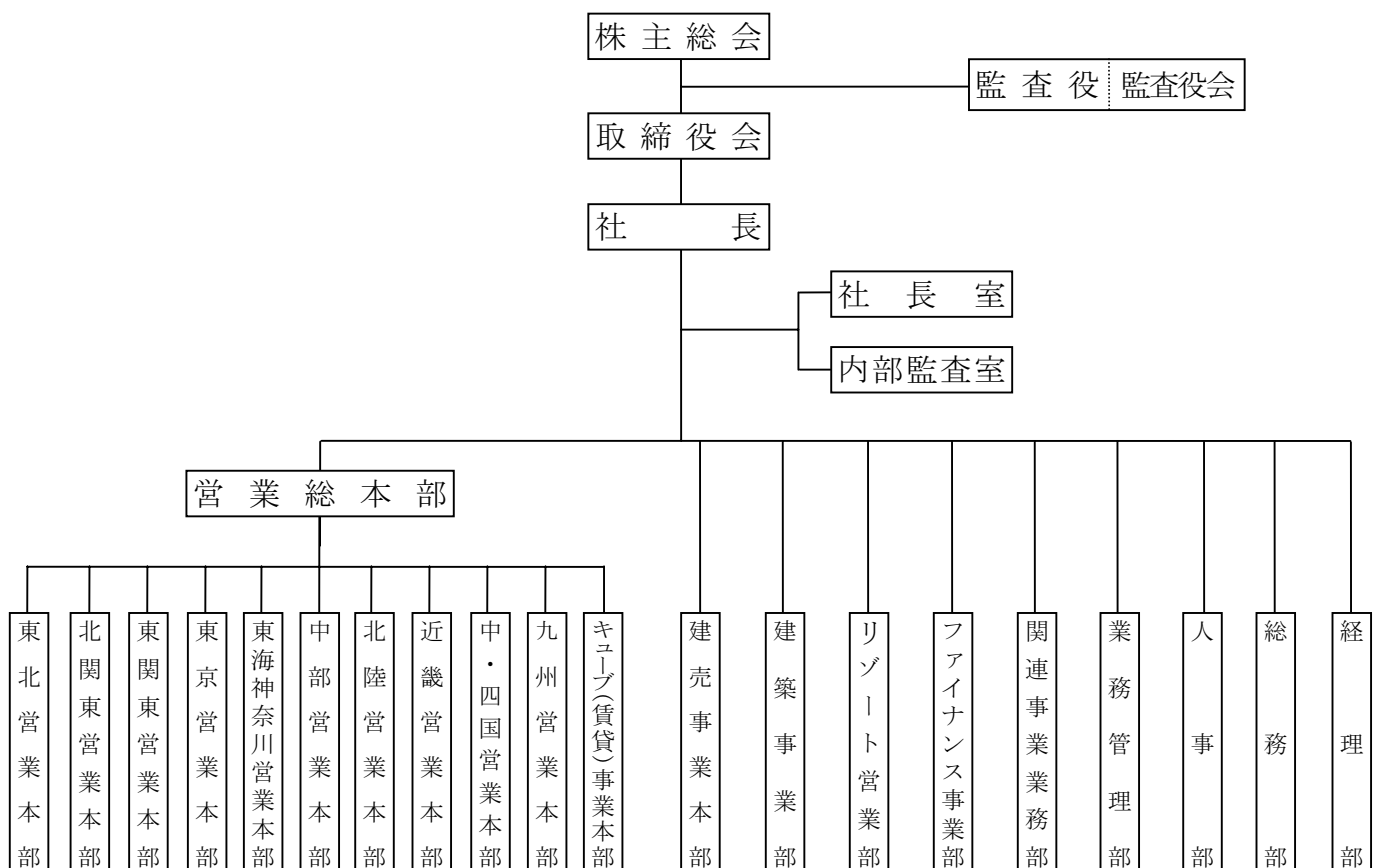 株主総会
監査役 監査役会
取締役会
社長
社長室
内部監査室
営業総本部
東北営業本部
北関東営業本部
東関東営業本部
東京営業本部
東海神奈川営業本部
中部営業本部
北陸営業本部
近畿営業本部
中・四国営業本部
九州営業本部
キューブ(賃貸)事業本部
建売事業本部
建築事業部
リゾート営業部
ファイナンス事業部
関連事業業務部
業務管理部
人事部
総務部
経理部